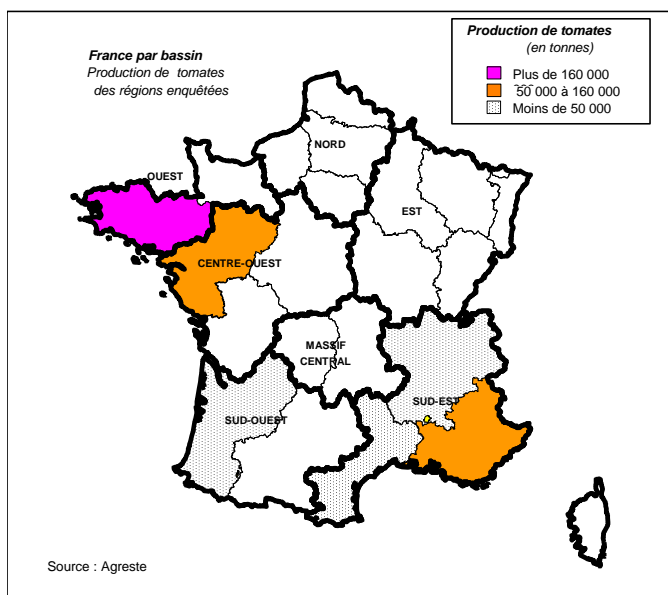 France par bassin
Production de tomates
des régions enquêtées
Production de tomates
(en tonnes)
Plus de 160 000
50 000 à 160 000
Moins de 50 000
NORD
OUEST
EST
CENTRE-OUEST
MASSIF
CENTRAL
SUD-EST
SUD-OUEST
Source : Agreste